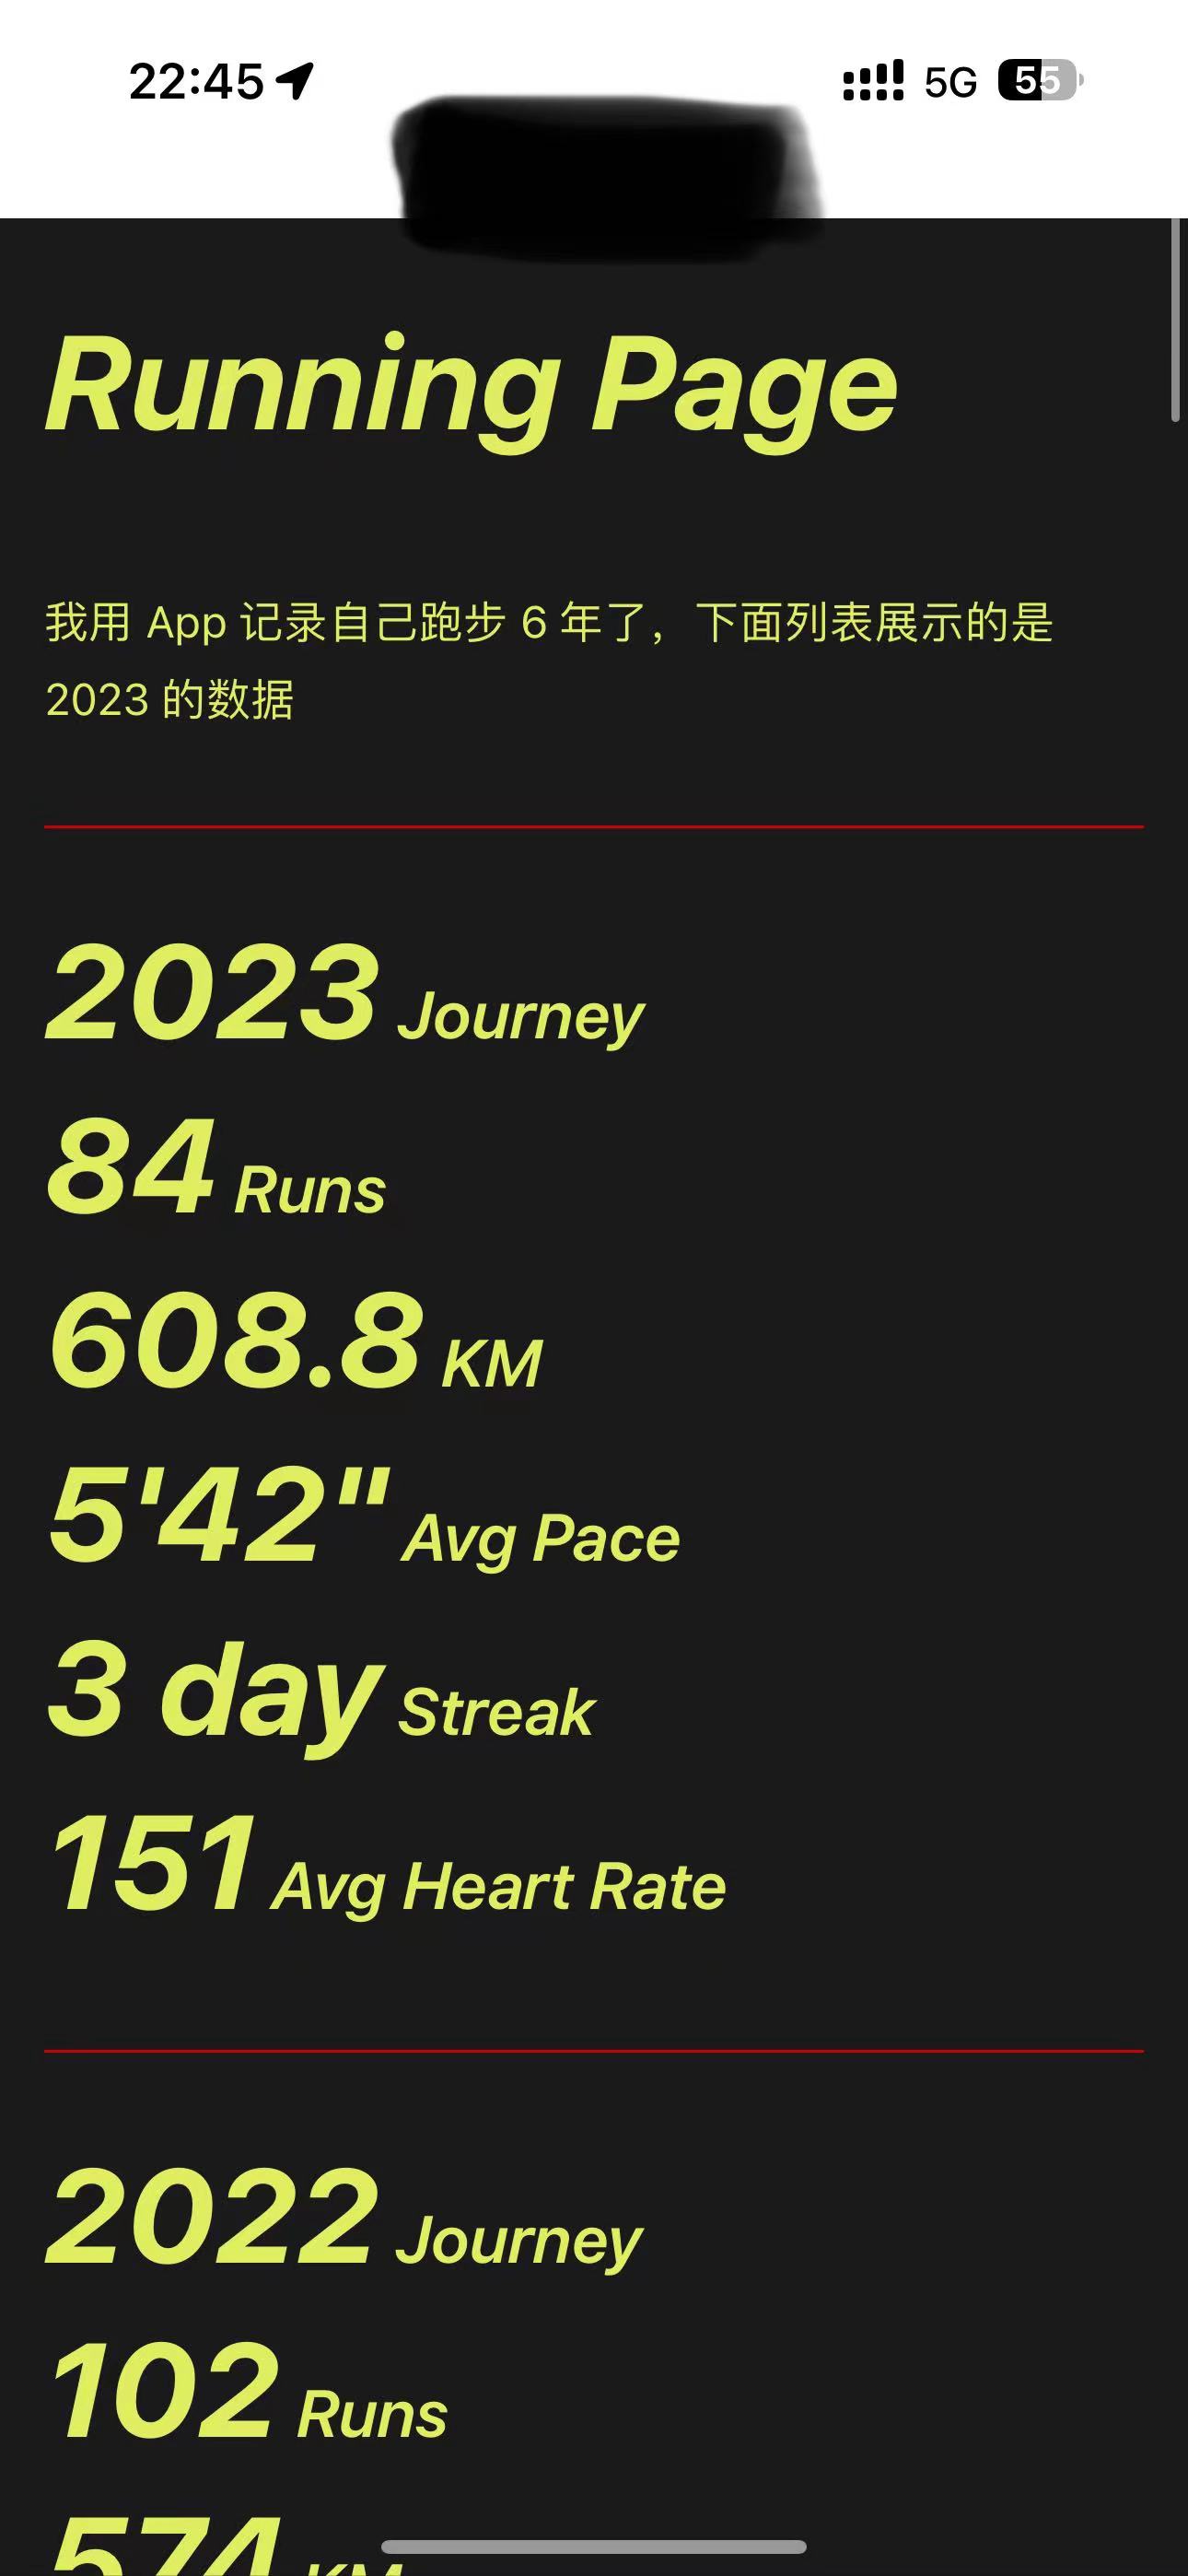 22:45 5G 55
Running Page
我用 App 记录自己跑步 6 年了，下面列表展示的是
2023 的数据
2023 Journey
84 Runs
608.8 KM
5'42" Avg Pace
3 day Streak
151 Avg Heart Rate
2022 Journey
102 Runs
574 KM